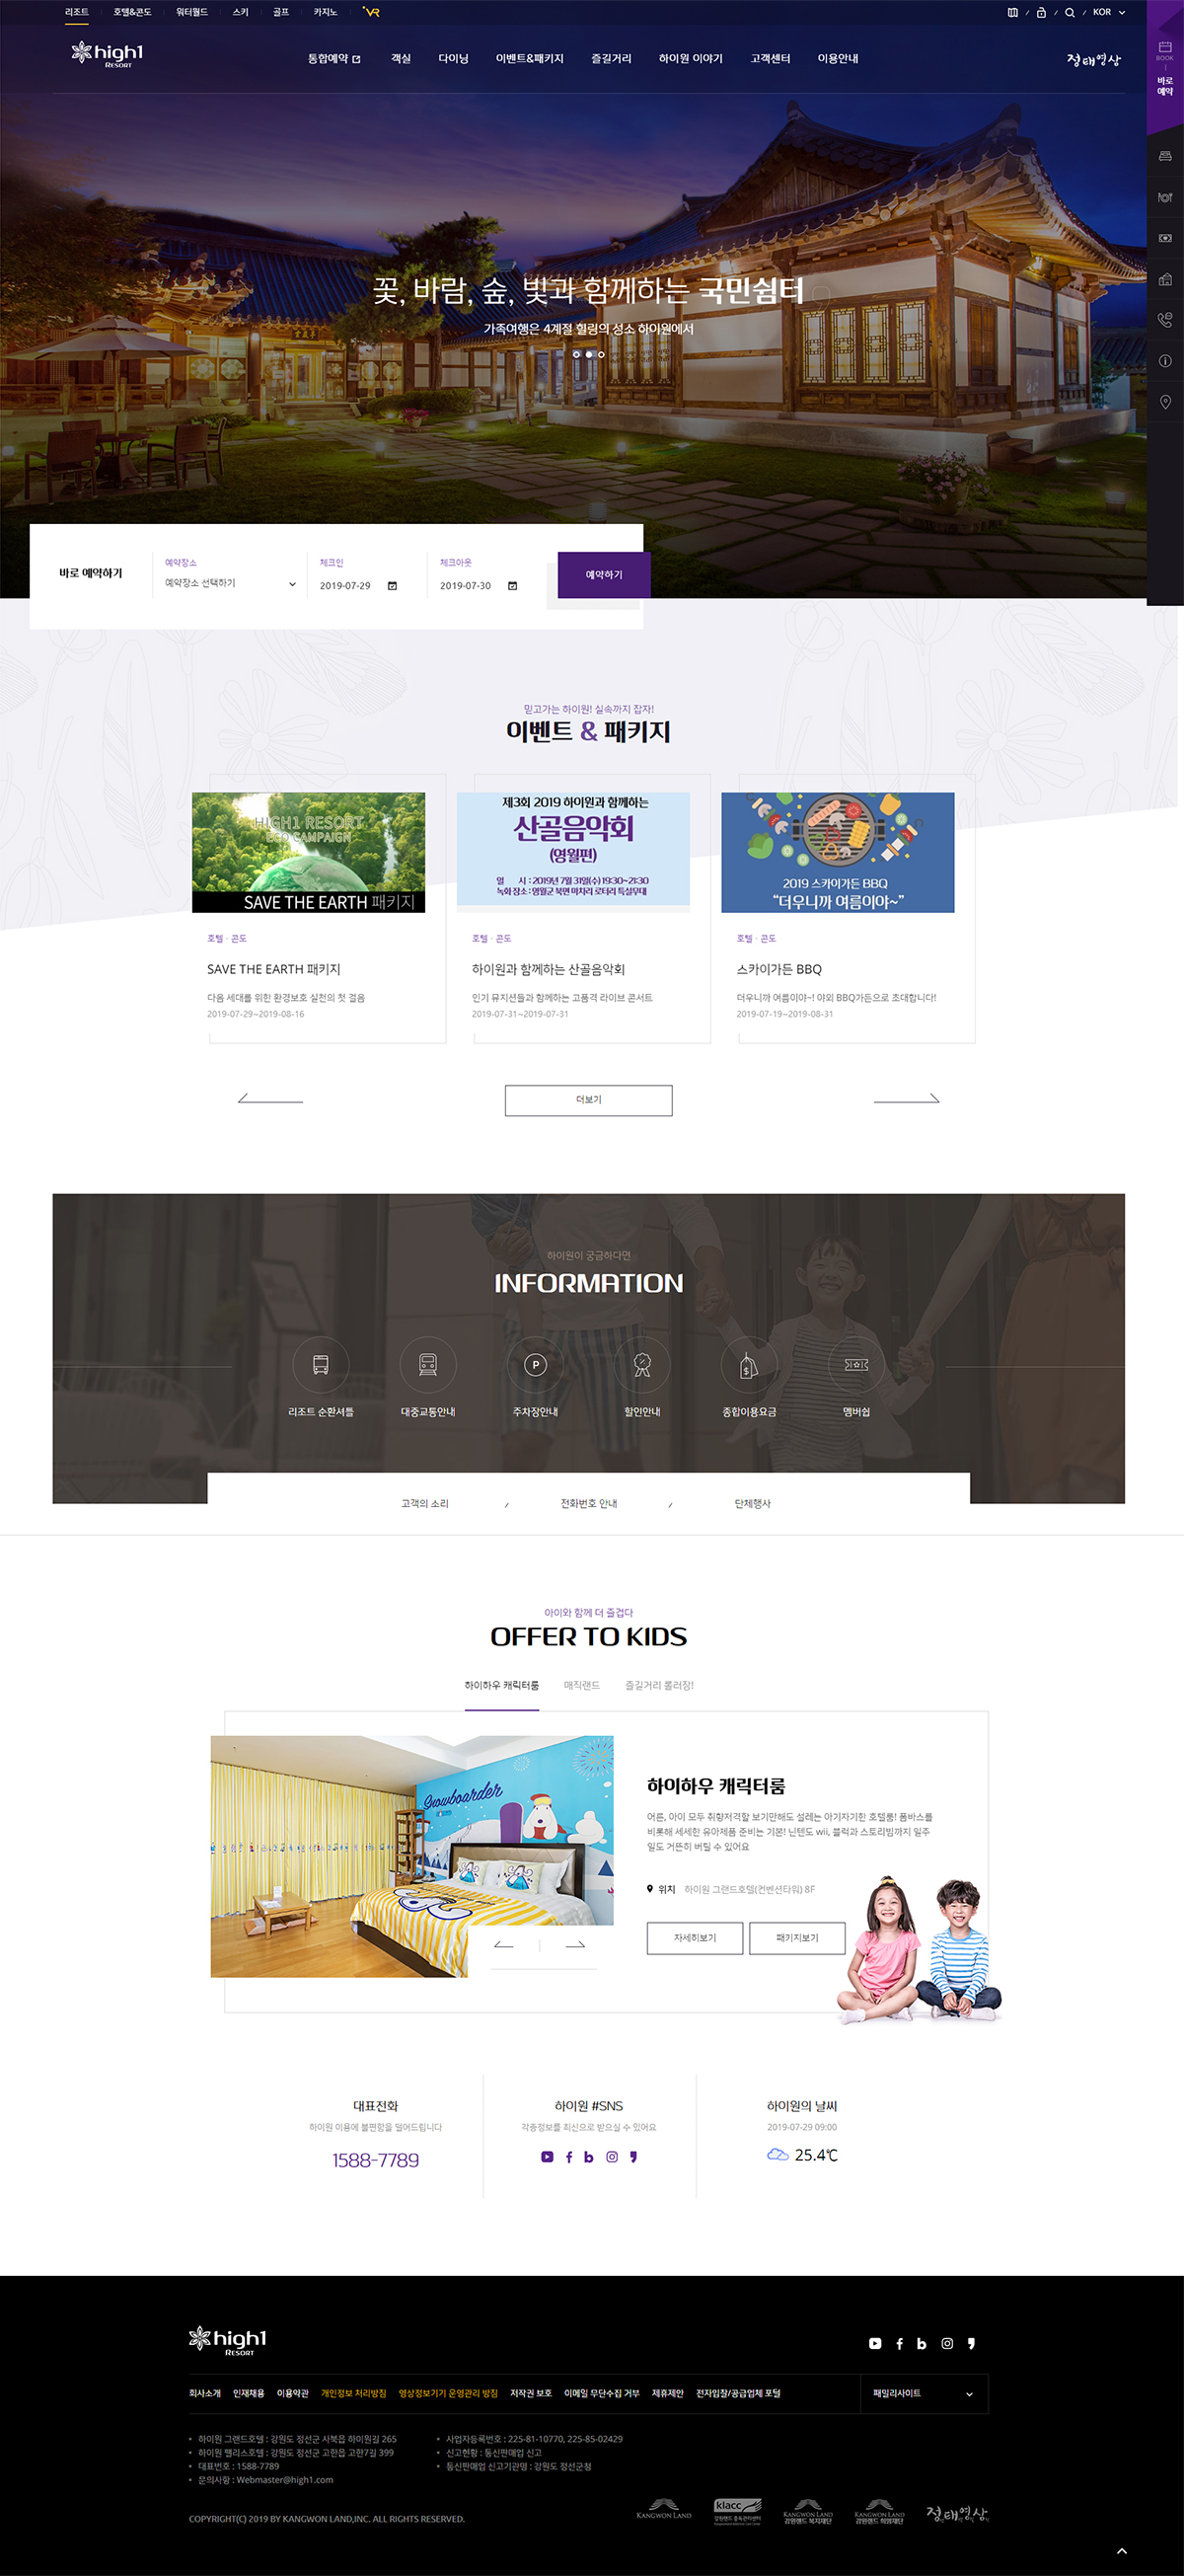 리조트 호텔&콘도 워터월드 스키 골프 카지노 VR
KOR
high1
RESORT
통합예약 객실 다이닝 이벤트&패키지 즐길거리 하이원 이야기 고객센터 이용안내
정태영삼
BOOK
바로
예약
꽃, 바람, 숲, 빛과 함께하는 국민쉼터
가족여행은 4계절 힐링의 성소 하이원에서
바로 예약하기
예약장소
예약장소 선택하기
체크인
2019-07-29
체크아웃
2019-07-30
예약하기
믿고가는 하이원! 실속까지 잡자!
이벤트 & 패키지
HIGH1 RESORT
ECO CAMPAIGN
SAVE THE EARTH 패키지
호텔 · 콘도
SAVE THE EARTH 패키지
다음 세대를 위한 환경보호 실천의 첫 걸음
2019-07-29~2019-08-16
제3회 2019 하이원과 함께하는
산골음악회
(영월편)
일 시 : 2019년 7월 31일(수) 19:30~21:30
녹화 장소 : 영월군 북면 마차리 로터리 특설무대
호텔 · 콘도
하이원과 함께하는 산골음악회
인기 뮤지션들과 함께하는 고품격 라이브 콘서트
2019-07-31~2019-07-31
2019 스카이가든 BBQ
“더우니까 여름이야~”
호텔 · 콘도
스카이가든 BBQ
더우니까 여름이야~! 야외 BBQ가든으로 초대합니다!
2019-07-19~2019-08-31
더보기
하이원이 궁금하다면
INFORMATION
리조트 순환셔틀 대중교통안내 주차장안내 할인안내 종합이용요금 멤버쉽
고객의 소리 / 전화번호 안내 / 단체행사
아이와 함께 더 즐겁다
OFFER TO KIDS
하이하우 캐릭터룸 매직랜드 즐길거리 롤러장!
Snowboarder
하이하우 캐릭터룸
어른, 아이 모두 취향저격할 보기만해도 설레는 아기자기한 호텔룸! 폼바스를
비롯해 세세한 유아제품 준비는 기본! 닌텐도 wii, 블럭과 스토리빔까지 일주
일도 거뜬히 버틸 수 있어요
위치 하이원 그랜드호텔(컨벤션타워) 8F
자세히보기 패키지보기
대표전화
하이원 이용에 불편함을 덜어드립니다
1588-7789
하이원 #SNS
각종정보를 최신으로 받으실 수 있어요
하이원의 날씨
2019-07-29 09:00
25.4℃
high1
RESORT
회사소개 인재채용 이용약관 개인정보 처리방침 영상정보기기 운영관리 방침 저작권 보호 이메일 무단수집 거부 제휴제안 전자입찰/공급업체 포털
패밀리사이트
하이원 그랜드호텔 : 강원도 정선군 사북읍 하이원길 265
하이원 팰리스호텔 : 강원도 정선군 고한읍 고한7길 399
대표번호 : 1588-7789
문의사항 : Webmaster@high1.com
사업자등록번호 : 225-81-10770, 225-85-02429
신고현황 : 통신판매업 신고
통신판매업 신고기관명 : 강원도 정선군청
COPYRIGHT(C) 2019 BY KANGWON LAND,INC. ALL RIGHTS RESERVED.
KANGWON LAND
klacc
강원랜드 중독관리센터
KANGWON LAND
강원랜드 복지재단
KANGWON LAND
강원랜드 희망재단
정태영삼